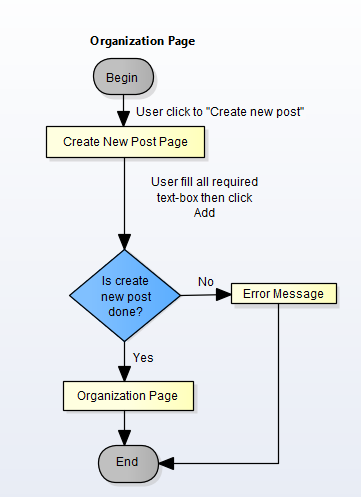 Organization Page
Begin
User click to "Create new post"
Create New Post Page
User fill all required
text-box then click
Add
Is create
new post
done?
No
Error Message
Yes
Organization Page
End